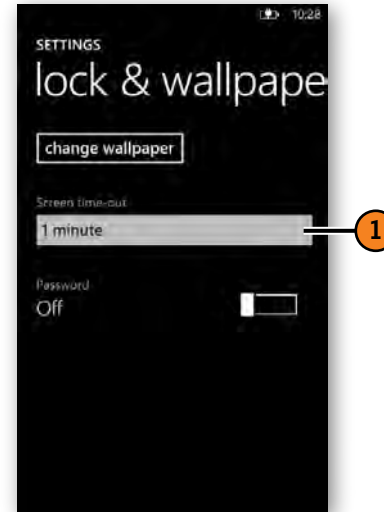 10:28
SETTINGS
lock & wallpape
change wallpaper
Screen time-out
1 minute
1
Password
Off